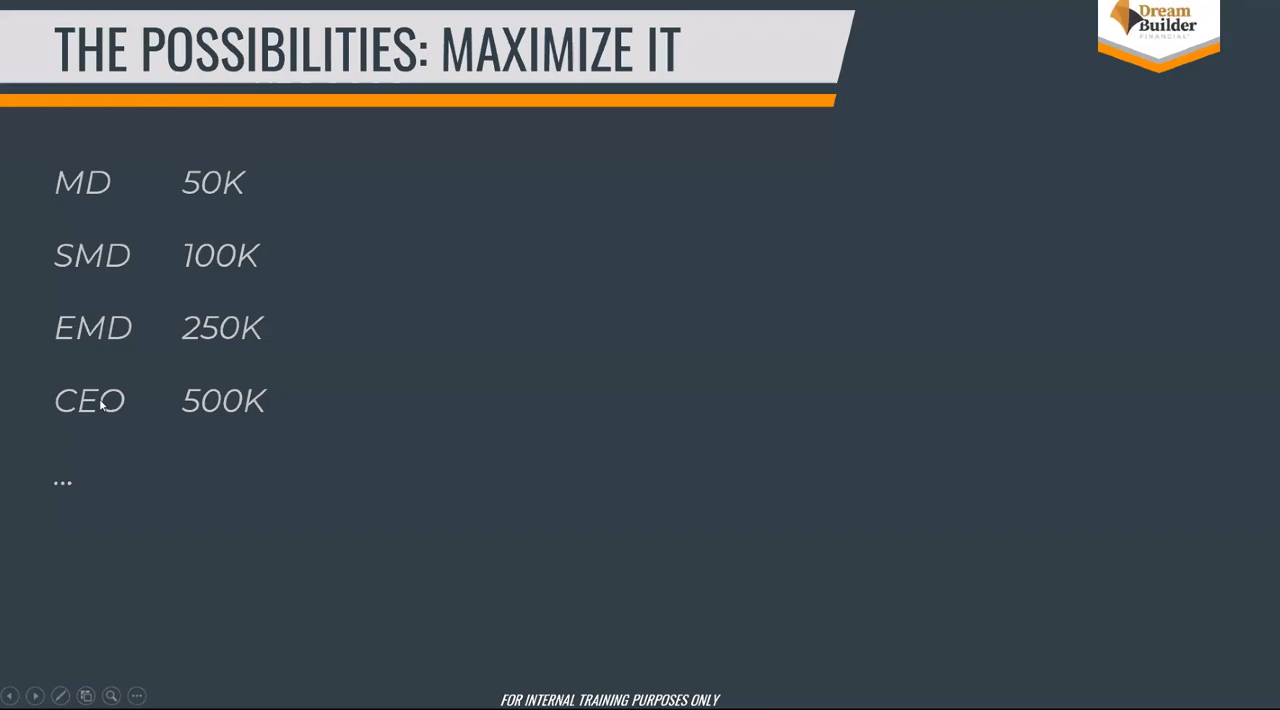 THE POSSIBILITIES: MAXIMIZE IT
Dream
Builder
FINANCIAL
MD 50K
SMD 100K
EMD 250K
CEO 500K
...
FOR INTERNAL TRAINING PURPOSES ONLY